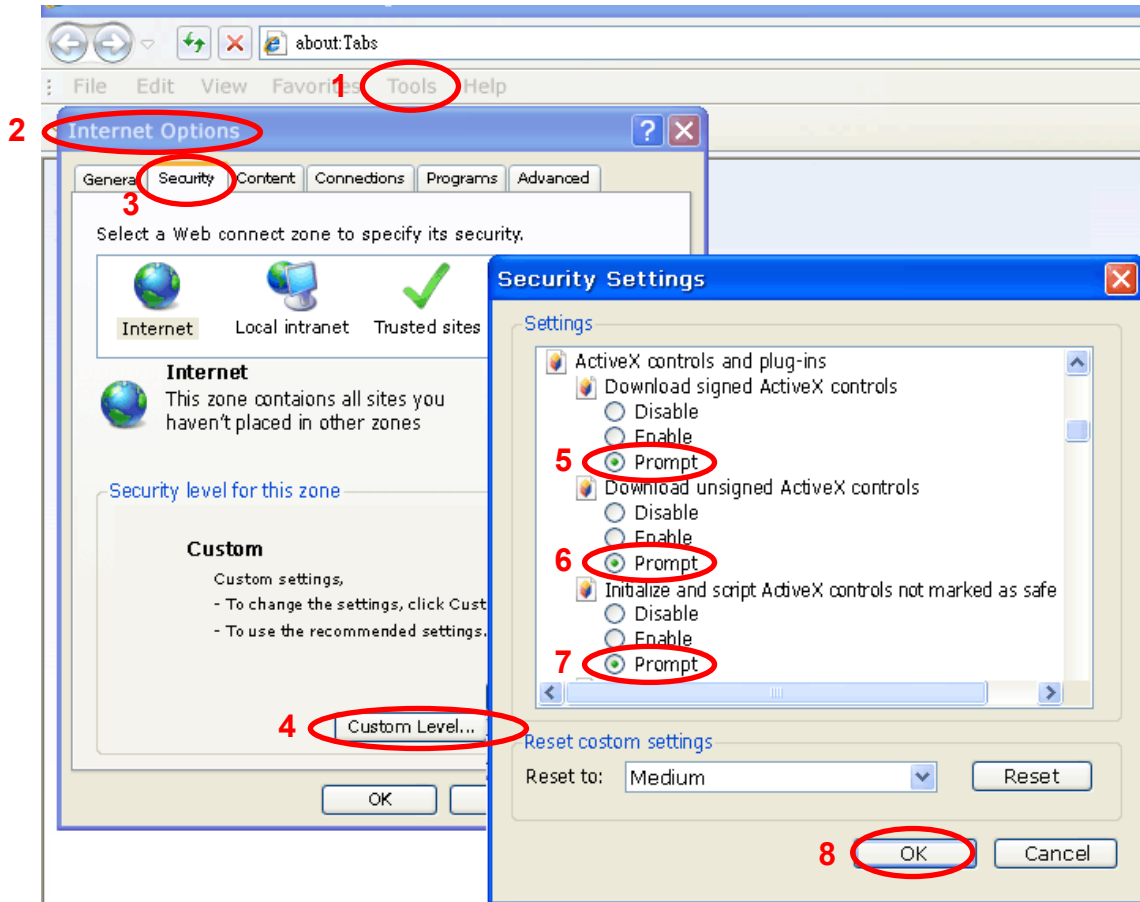 about:Tabs
File Edit View Favorites Tools Help
1
2
Internet Options
General Security Content Connections Programs Advanced
3
Select a Web connect zone to specify its security.
Internet Local intranet Trusted sites
Internet
This zone contaions all sites you
haven't placed in other zones
Security level for this zone
Custom
Custom settings,
- To change the settings, click Cust
- To use the recommended settings.
4
Custom Level...
OK
Security Settings
Settings
ActiveX controls and plug-ins
Download signed ActiveX controls
Disable
Enable
5 Prompt
Download unsigned ActiveX controls
Disable
Enable
6 Prompt
Initialize and script ActiveX controls not marked as safe
Disable
Enable
7 Prompt
Reset costom settings
Reset to: Medium Reset
8 OK Cancel